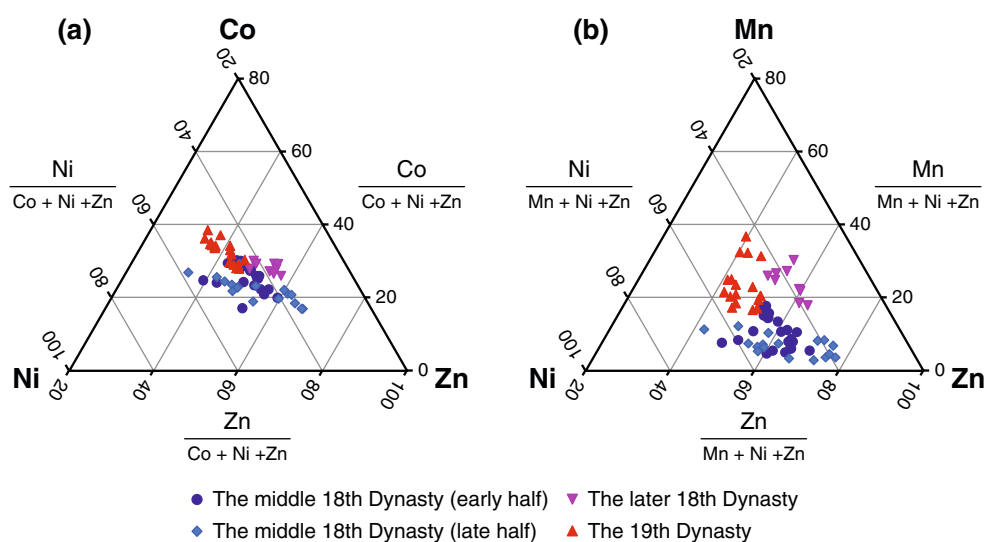 (a) Co
20 80
40 60
Ni
Co + Ni +Zn
Co
Co + Ni +Zn
60 40
80 20
100 0
Ni Zn
20 40 60 80 100
Zn
Co + Ni +Zn
(b) Mn
20 80
40 60
Ni
Mn + Ni +Zn
Mn
Mn + Ni +Zn
60 40
80 20
100 0
Ni Zn
20 40 60 80 100
Zn
Mn + Ni +Zn
The middle 18th Dynasty (early half) The later 18th Dynasty
The middle 18th Dynasty (late half) The 19th Dynasty